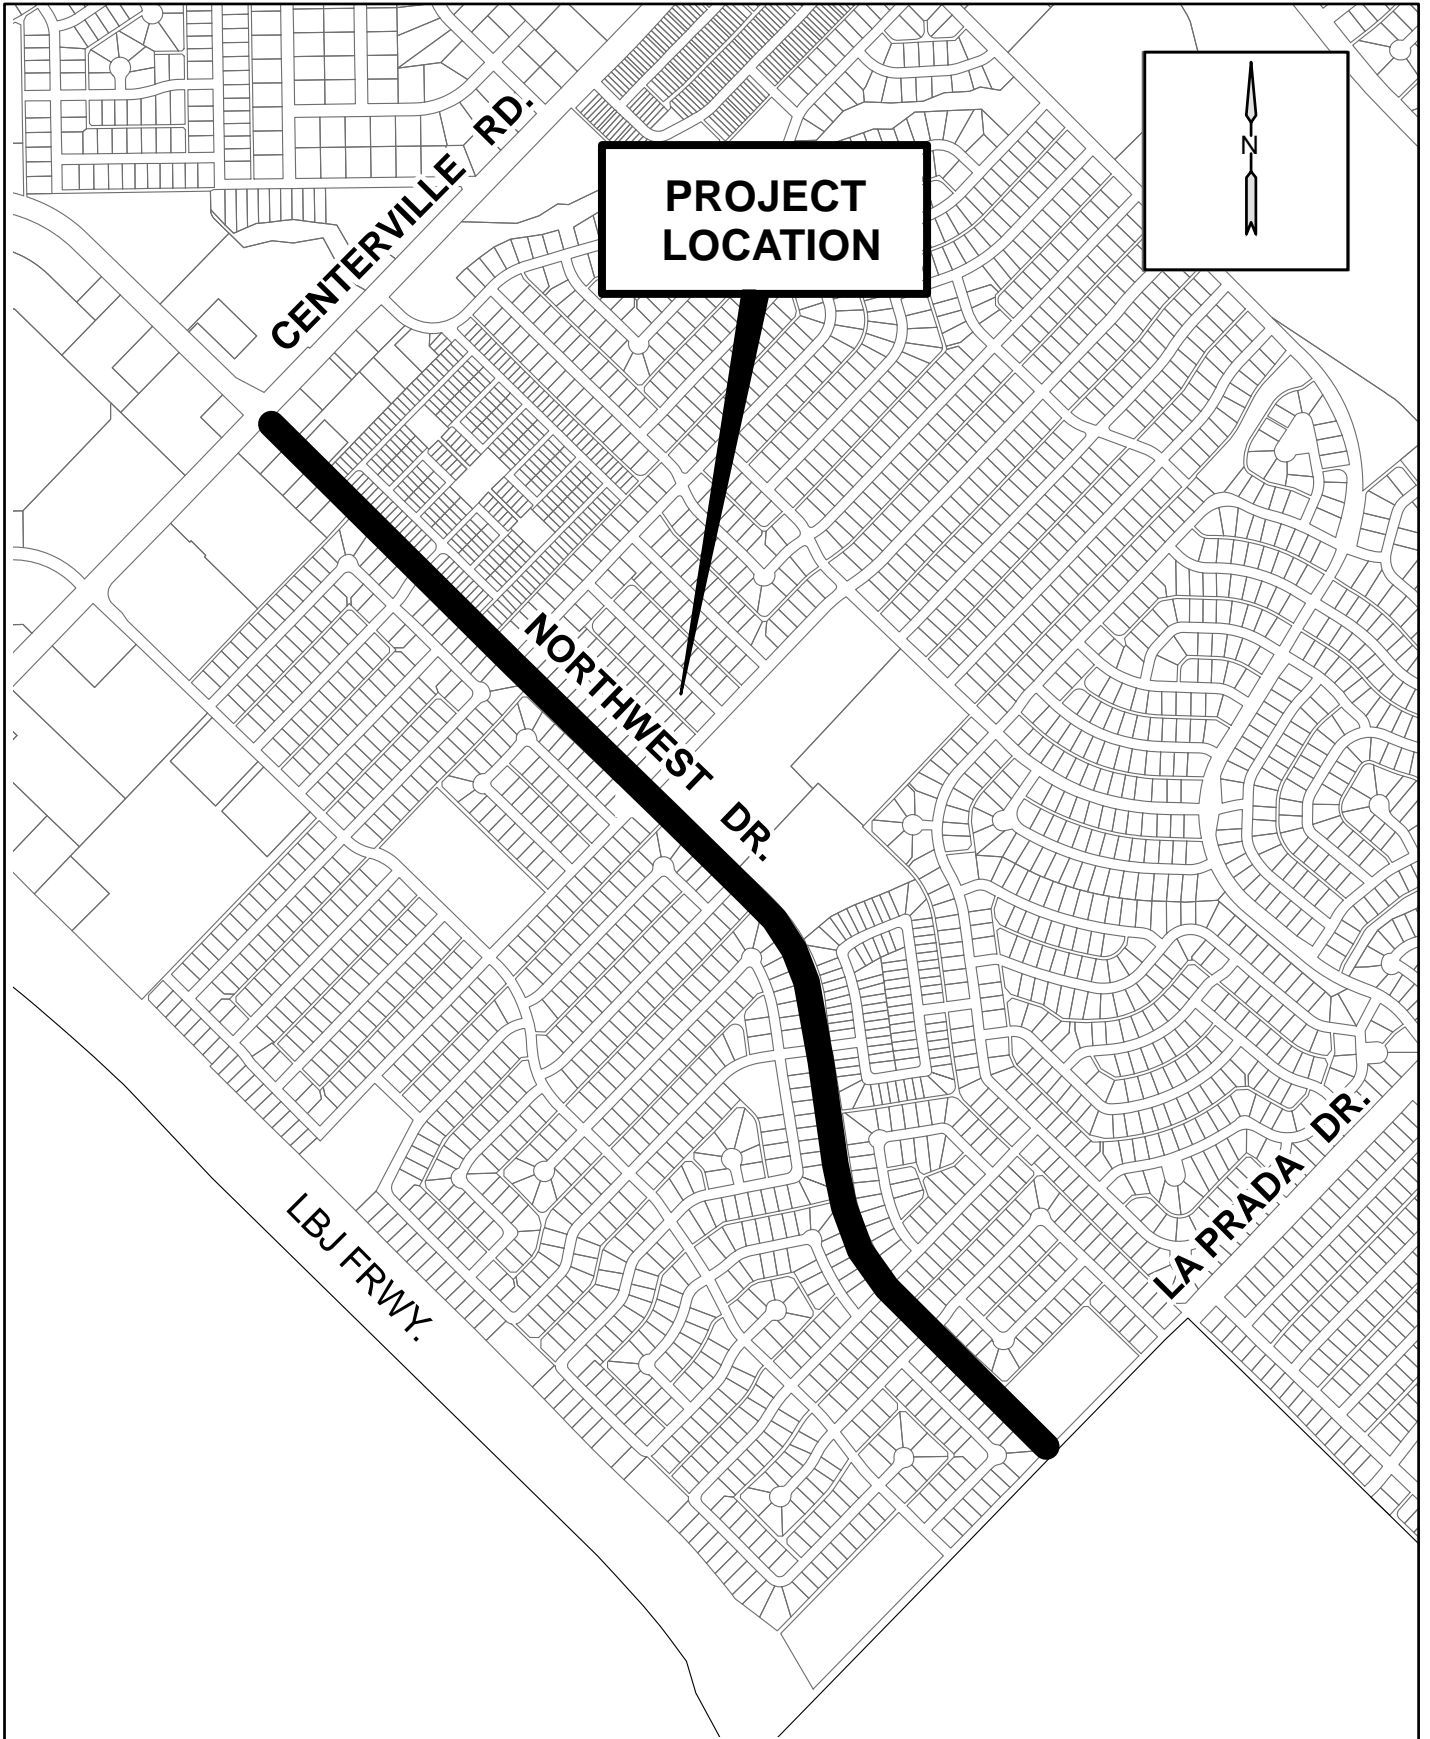 CENTERVILLE RD.
PROJECT
LOCATION
N
NORTHWEST DR.
LA PRADA DR.
LBJ FRWY.